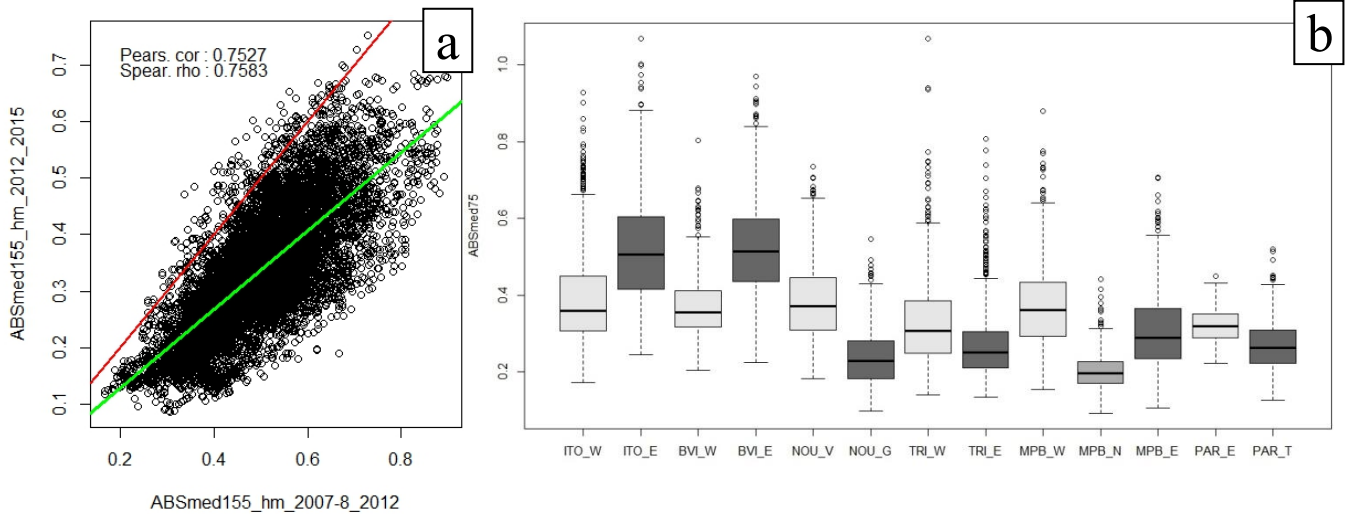 a
Pears. cor : 0.7527
Spear. rho : 0.7583
ABSmed155_hm_2012_2015
0.7
0.6
0.5
0.4
0.3
0.2
0.1
0.2 0.4 0.6 0.8
ABSmed155_hm_2007-8_2012
b
ABSmed75
1.0
0.8
0.6
0.4
0.2
ITO_W ITO_E BVI_W BVI_E NOU_V NOU_G TRI_W TRI_E MPB_W MPB_N MPB_E PAR_E PAR_T